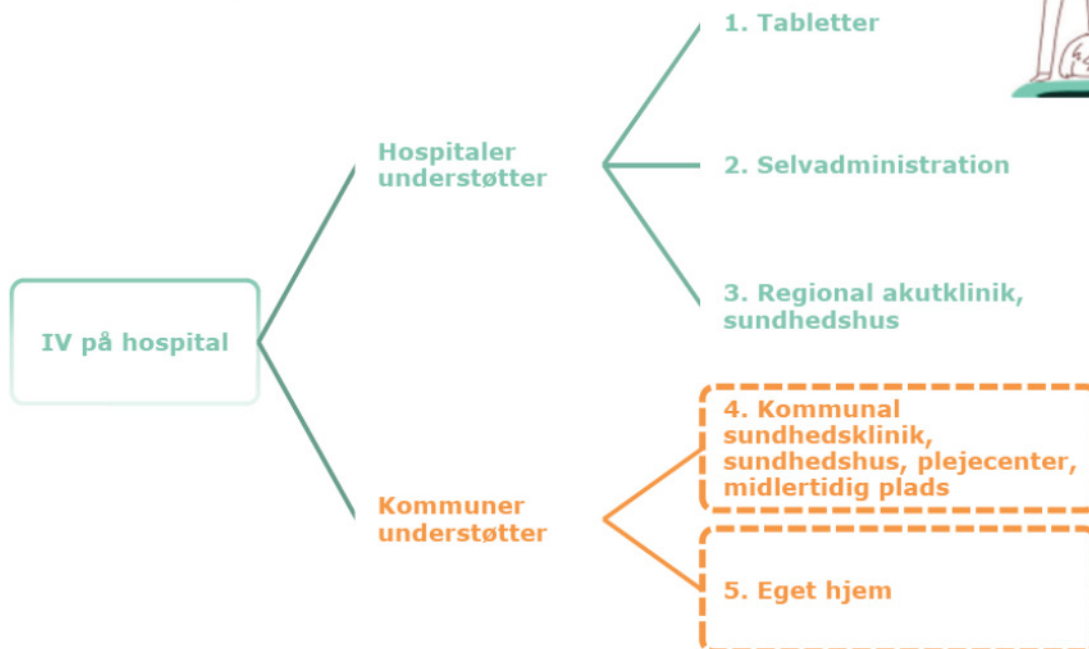 1. Tabletter
Hospitaler
understøtter
2. Selvadministration
3. Regional akutklinik,
sundhedshus
IV på hospital
4. Kommunal
sundhedsklinik,
sundhedshus, plejecenter,
midlertidig plads
Kommuner
understøtter
5. Eget hjem